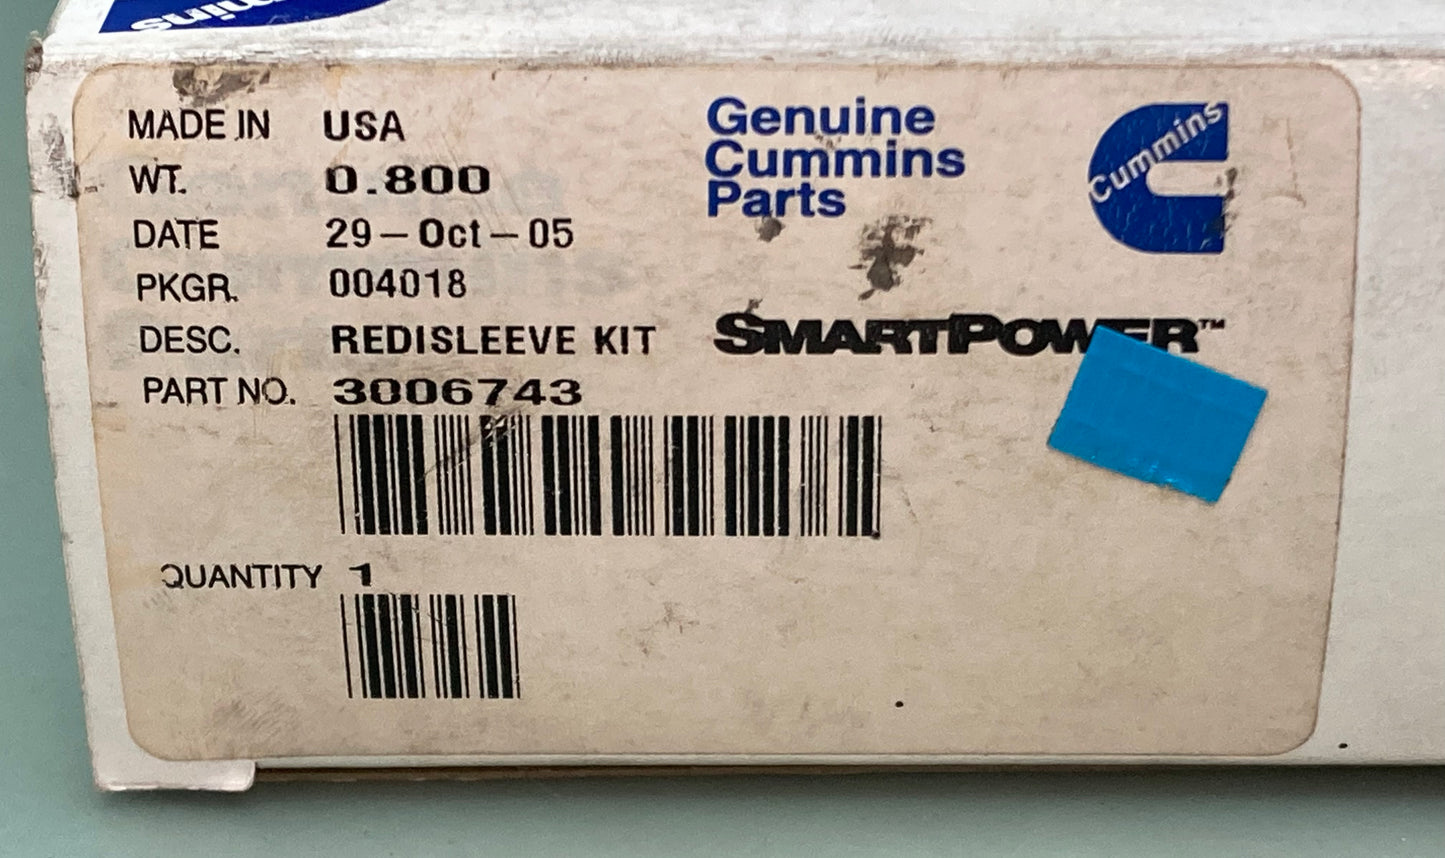 MADE IN USA
WT. 0.800
DATE 29-Oct-05
PKGR. 004018
DESC. REDISLEEVE KIT
PART NO. 3006743
QUANTITY 1
Genuine
Cummins
Parts
Cummins
SMARTPOWER™